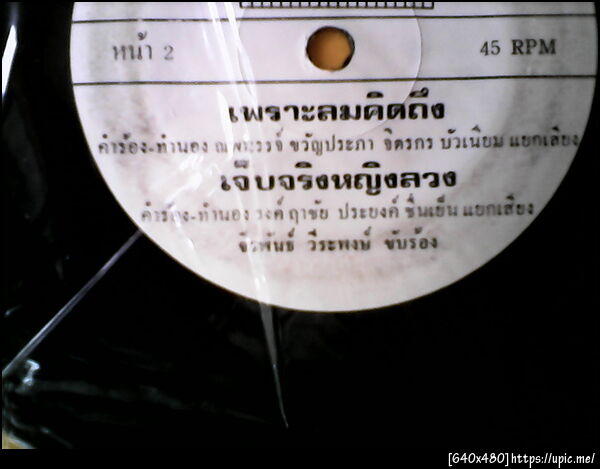 หน้า 2
45 RPM
เพราะลมคิดถึง
คำร้อง-ทำนอง ขวัญประภา จิตรกร บัวเนียม แยกเสียง
เจ็บจริงหญิงลวง
คำร้อง-ทำนอง ฤาชัย ประยงค์ ชื่นเย็น แยกเสียง
จีรพันธ์ วีระพงษ์ ขับร้อง
[640x480]https://upic.me/